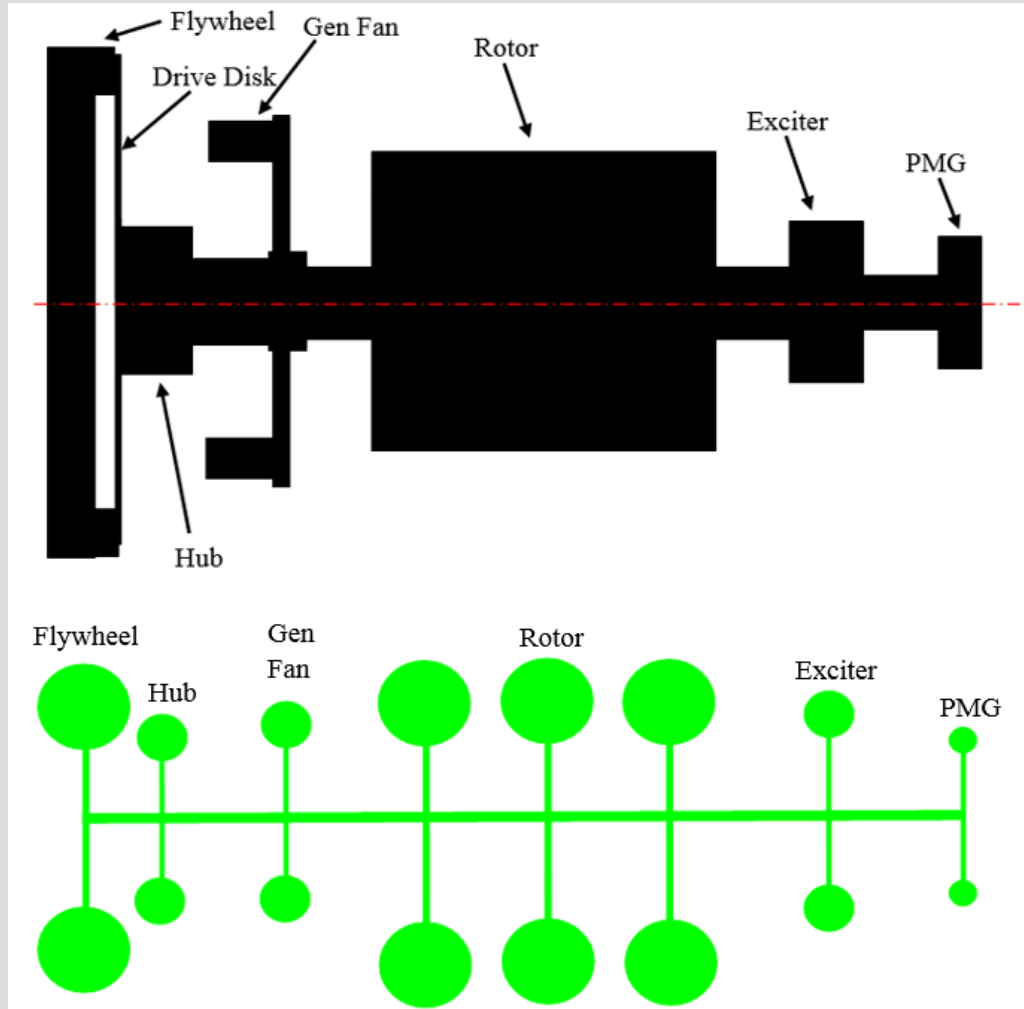 Flywheel
Gen Fan
Rotor
Drive Disk
Exciter
PMG
Hub
Flywheel
Hub
Gen
Fan
Rotor
Exciter
PMG